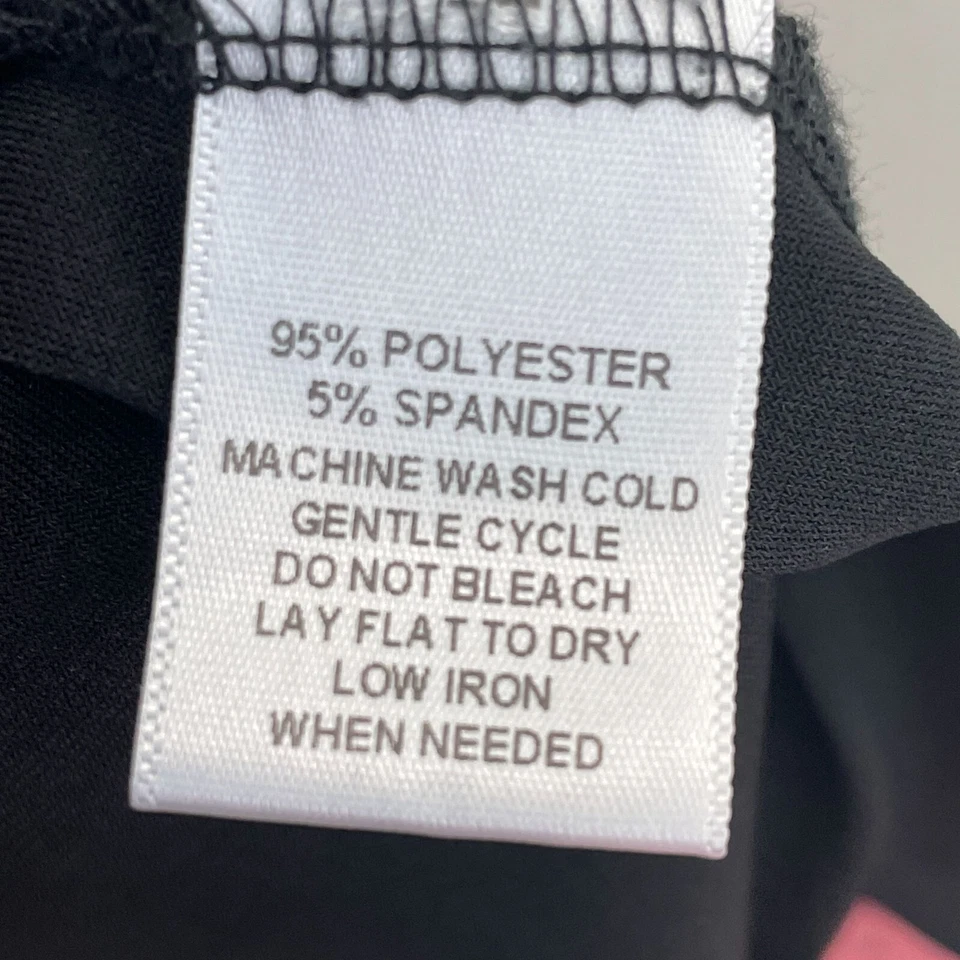 95% POLYESTER
5% SPANDEX
MACHINE WASH COLD
GENTLE CYCLE
DO NOT BLEACH
LAY FLAT TO DRY
LOW IRON
WHEN NEEDED